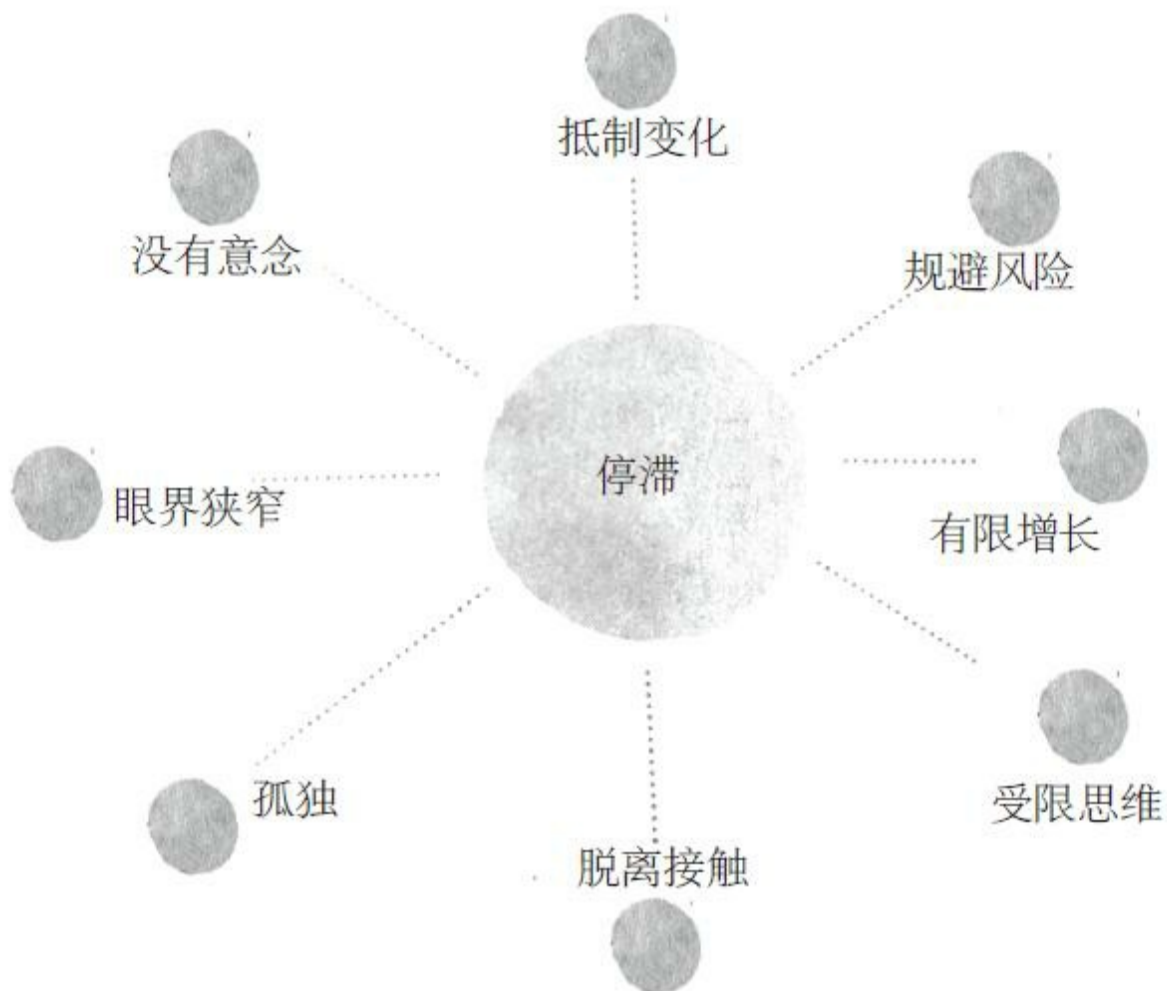 抵制变化
没有意念
规避风险
停滞
眼界狭窄
有限增长
孤独
受限思维
脱离接触